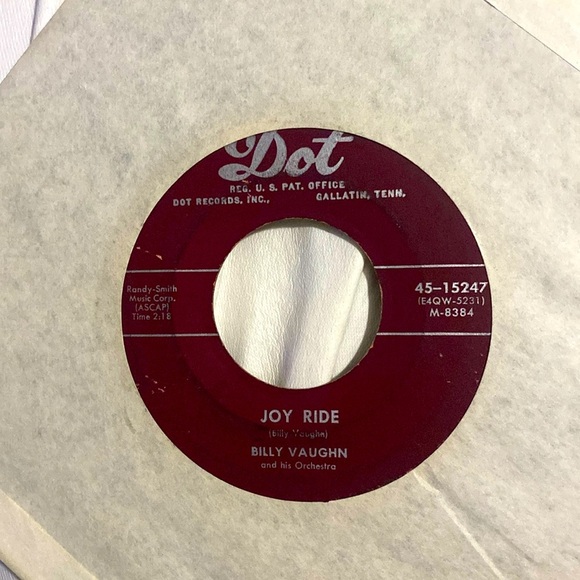 Dot
REG. U. S. PAT. OFFICE
DOT RECORDS, INC., GALLATIN, TENN.
Randy-Smith
Music Corp.
(ASCAP)
Time 2:18
45-15247
(E4QW-5231)
M-8384
JOY RIDE
(Billy Vaughn)
BILLY VAUGHN
and his Orchestra